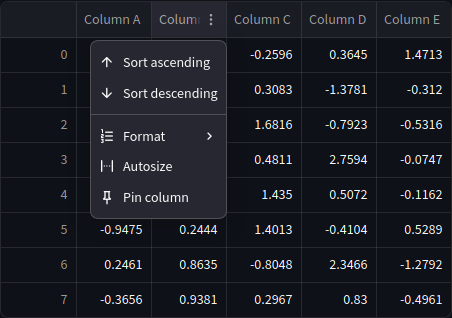 Column A Colum Column C Column D Column E
0 -0.2596 0.3645 1.4713
Sort ascending
1 0.3083 -1.3781 -0.312
Sort descending
2 1.6816 -0.7923 -0.5316
Format
3 0.4811 2.7594 -0.0747
Autosize
4 1.435 0.5072 -0.1162
Pin column
5 -0.9475 0.2444 1.4013 -0.4104 0.5289
6 0.2461 0.8635 -0.8048 2.3466 -1.2792
7 -0.3656 0.9381 0.2967 0.83 -0.4961